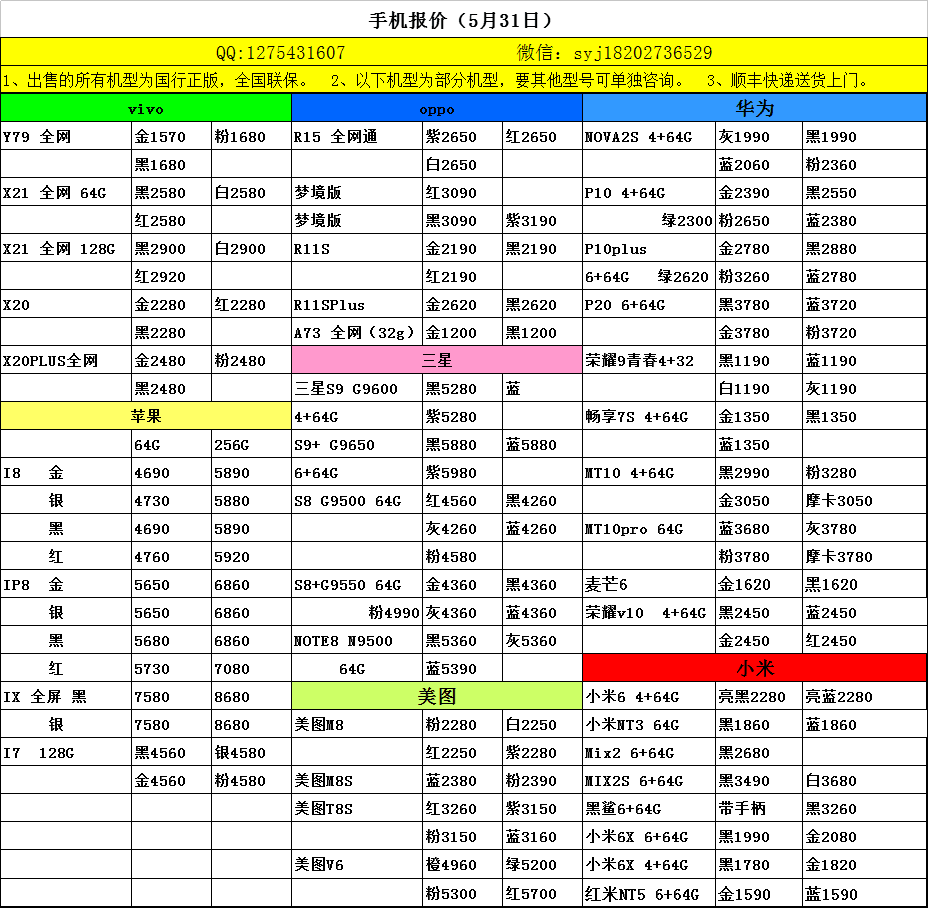 手机报价（5月31日）
QQ:1275431607 微信：syj18202736529
1、出售的所有机型为国行正版，全国联保。 2、以下机型为部分机型，要其他型号可单独咨询。 3、顺丰快递送货上门。
vivo oppo 华为
Y79 全网 金1570 粉1680 R15 全网通 紫2650 红2650 NOVA2S 4+64G 灰1990 黑1990
黑1680 白2650 蓝2060 粉2360
X21 全网 64G 黑2580 白2580 梦境版 红3090 P10 4+64G 金2390 黑2550
红2580 梦境版 黑3090 紫3190 绿2300 粉2650 蓝2380
X21 全网 128G 黑2900 白2900 R11S 金2190 黑2190 P10plus 金2780 黑2880
红2920 红2190 6+64G 绿2620 粉3260 蓝2780
X20 金2280 红2280 R11SPlus 金2620 黑2620 P20 6+64G 黑3780 蓝3720
黑2280 A73 全网（32g） 金1200 黑1200 金3780 粉3720
X20PLUS全网 金2480 粉2480 三星 荣耀9青春4+32 黑1190 蓝1190
黑2480 三星S9 G9600 黑5280 蓝 白1190 灰1190
苹果 4+64G 紫5280 畅享7S 4+64G 金1350 黑1350
64G 256G S9+ G9650 黑5880 蓝5880 蓝1350
I8 金 4690 5890 6+64G 紫5980 MT10 4+64G 黑2990 粉3280
银 4730 5880 S8 G9500 64G 红4560 黑4260 金3050 摩卡3050
黑 4690 5890 灰4260 蓝4260 MT10pro 64G 蓝3680 灰3780
红 4760 5920 粉4580 粉3780 摩卡3780
IP8 金 5650 6860 S8+G9550 64G 金4360 黑4360 麦芒6 金1620 黑1620
银 5650 6860 粉4990 灰4360 蓝4360 荣耀v10 4+64G 黑2450 蓝2450
黑 5680 6860 NOTE8 N9500 黑5360 灰5360 金2450 红2450
红 5730 7080 64G 蓝5390 小米
IX 全屏 黑 7580 8680 美图 小米6 4+64G 亮黑2280 亮蓝2280
银 7580 8680 美图M8 粉2280 白2250 小米NT3 64G 黑1860 蓝1860
I7 128G 黑4560 银4580 红2250 紫2280 Mix2 6+64G 黑2680
金4560 粉4580 美图M8S 蓝2380 粉2390 MIX2S 6+64G 黑3490 白3680
美图T8S 红3260 紫3150 黑鲨6+64G 带手柄 黑3260
粉3150 蓝3160 小米6X 6+64G 黑1990 金2080
美图V6 橙4960 绿5200 小米6X 4+64G 黑1780 金1820
粉5300 红5700 红米NT5 6+64G 金1590 蓝1590